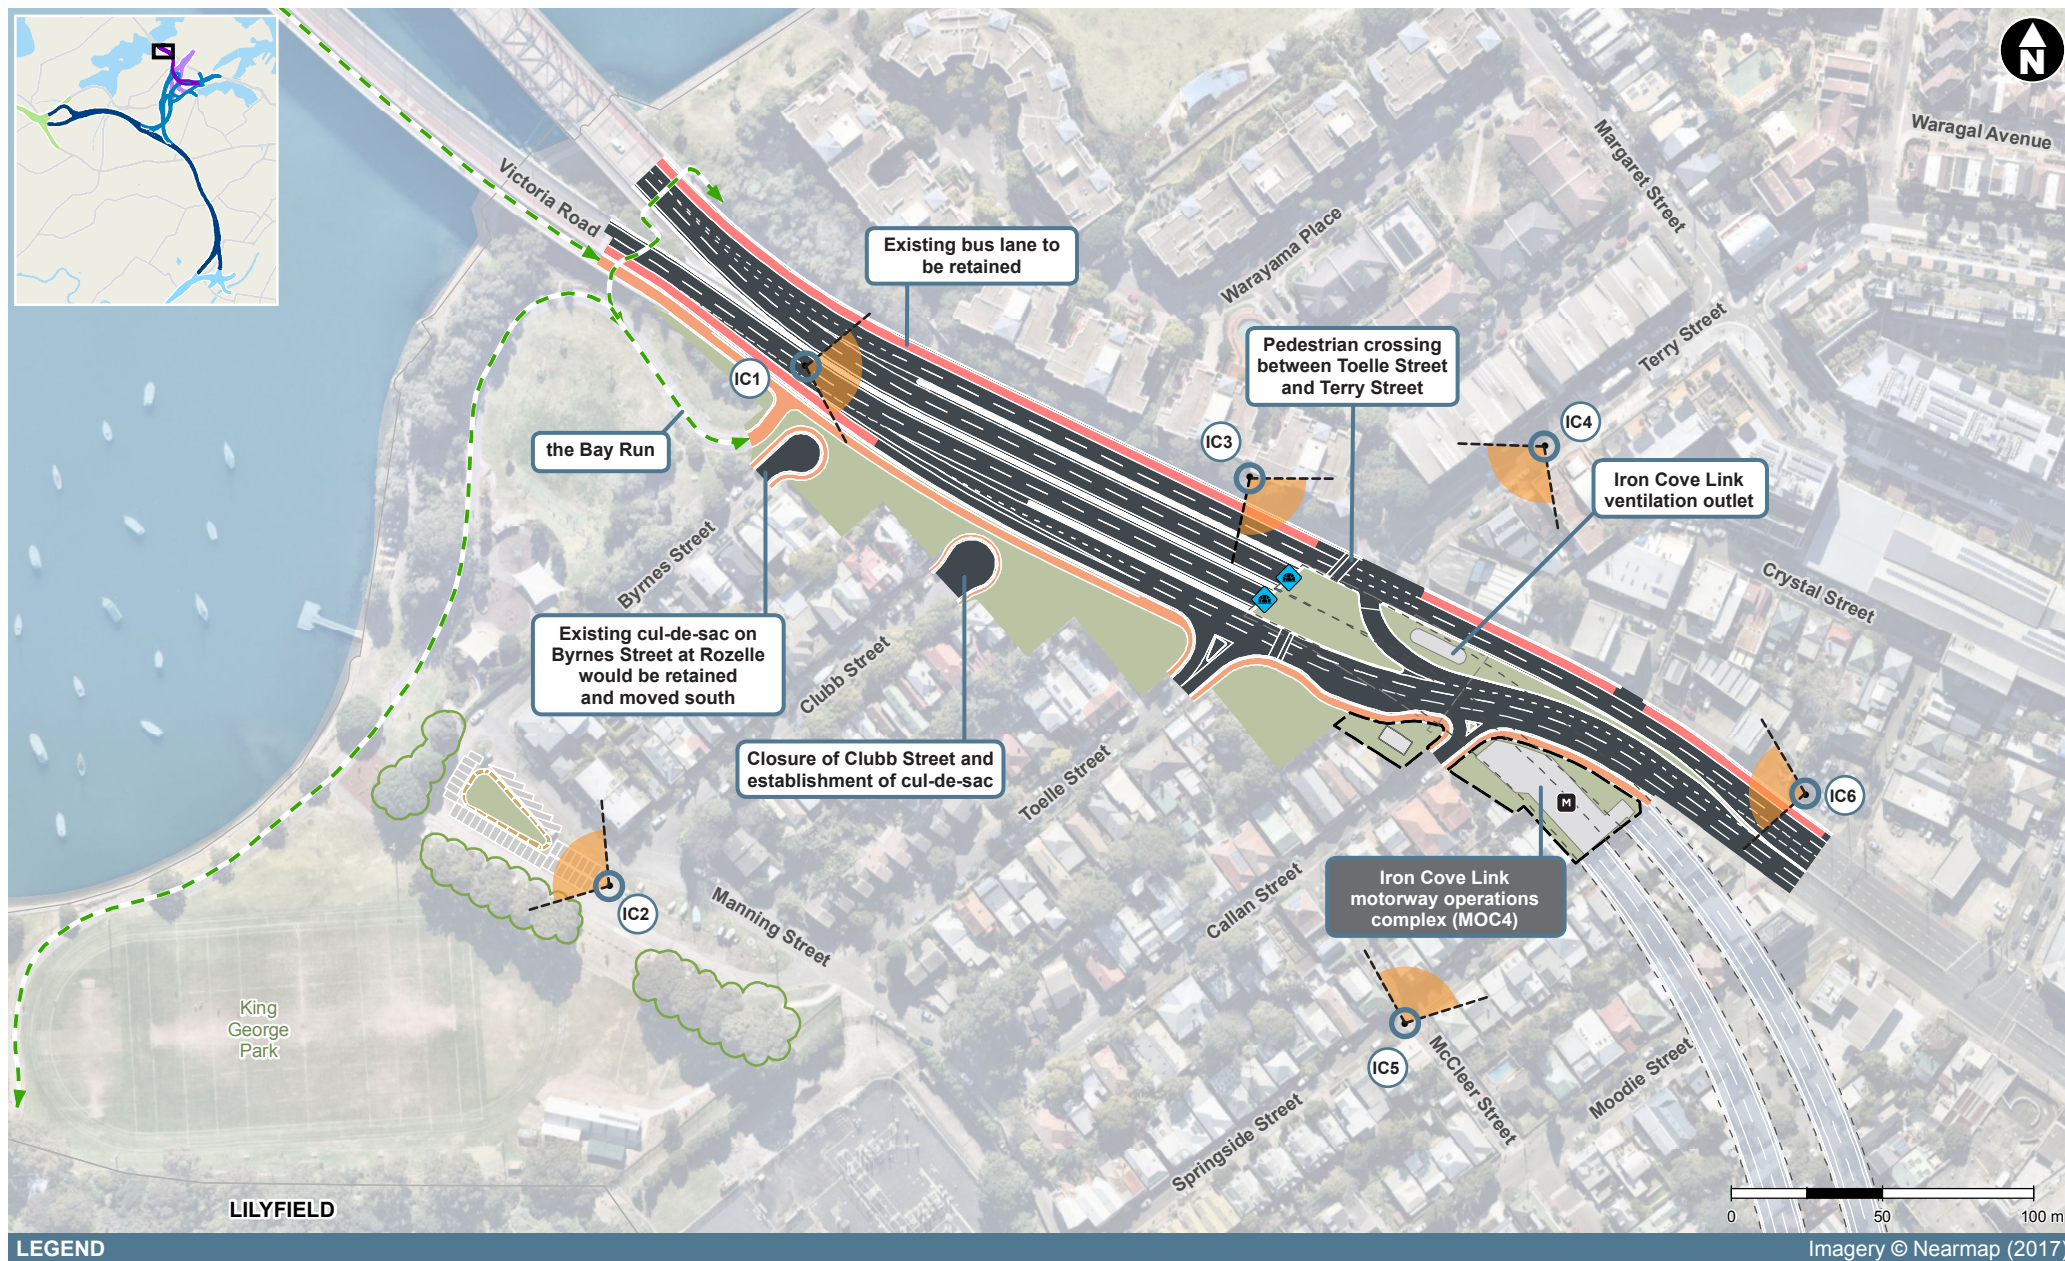 N
Waragal Avenue
Margaret Street
Victoria Road
Existing bus lane to
be retained
Warayama Place
Terry Street
Pedestrian crossing
between Toelle Street
and Terry Street
IC1
IC3
IC4
the Bay Run
Iron Cove Link
ventilation outlet
Byrnes Street
Crystal Street
Existing cul-de-sac on
Byrnes Street at Rozelle
would be retained
and moved south
Clubb Street
Closure of Clubb Street and
establishment of cul-de-sac
Toelle Street
IC6
M
Iron Cove Link
motorway operations
complex (MOC4)
IC2
Manning Street
Callan Street
King
George
Park
IC5
McCleer Street
Moodie Street
Springside Street
LILYFIELD
0 50 100 m
LEGEND
Imagery © Nearmap (2017)